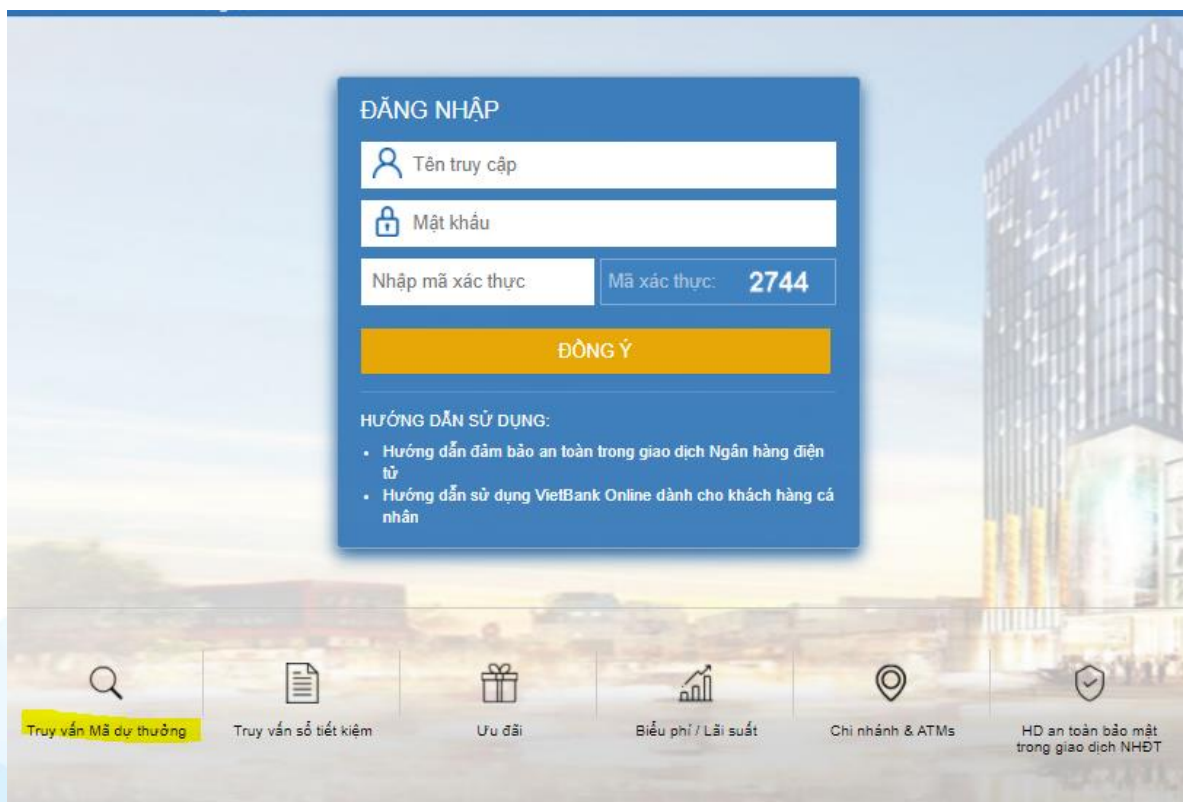 ĐĂNG NHẬP
Tên truy cập
Mật khẩu
Nhập mã xác thực
Mã xác thực: 2744
ĐỒNG Ý
HƯỚNG DẪN SỬ DỤNG:
• Hướng dẫn đảm bảo an toàn trong giao dịch Ngân hàng điện
tử
• Hướng dẫn sử dụng VietBank Online dành cho khách hàng cá
nhân
Truy vấn Mã dự thưởng
Truy vấn sổ tiết kiệm
Ưu đãi
Biểu phí / Lãi suất
Chi nhánh & ATMs
HD an toàn bảo mật
trong giao dịch NHĐT